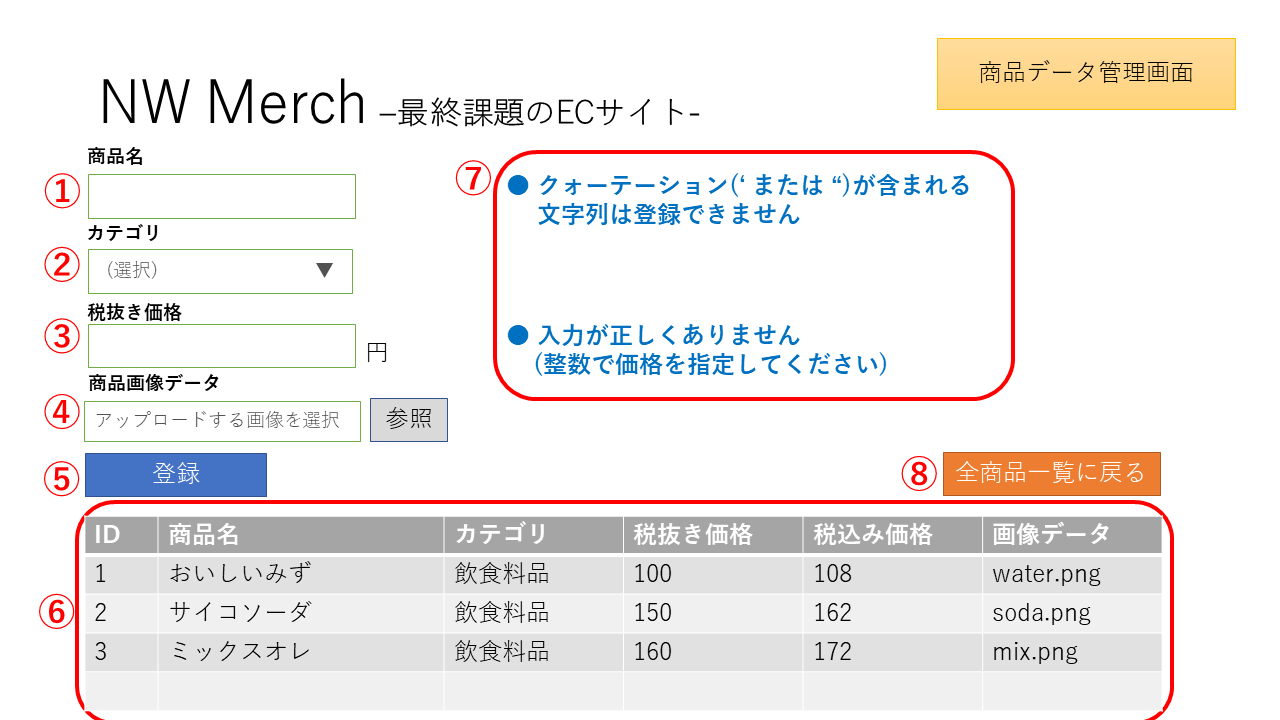 商品データ管理画面
NW Merch –最終課題のECサイト-
商品名
①
カテゴリ
② （選択） ▼
税抜き価格
③ 円
商品画像データ
④ アップロードする画像を選択 参照
⑤ 登録
⑦ ● クォーテーション(‘ または “)が含まれる
文字列は登録できません
● 入力が正しくありません
（整数で価格を指定してください）
⑧ 全商品一覧に戻る
⑥
ID 商品名 カテゴリ 税抜き価格 税込み価格 画像データ
1 おいしいみず 飲食料品 100 108 water.png
2 サイコソーダ 飲食料品 150 162 soda.png
3 ミックスオレ 飲食料品 160 172 mix.png